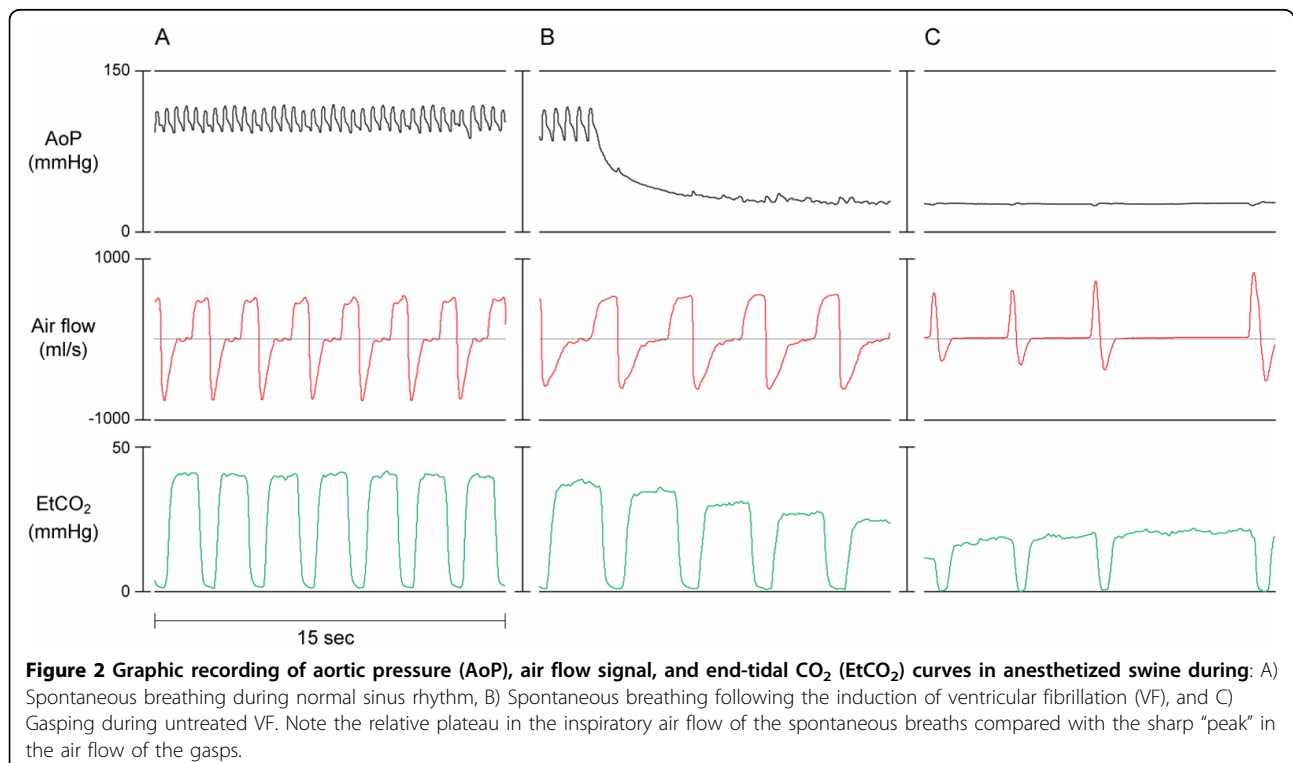 A
B
C
150
AoP
(mmHg)
0
1000
Air flow
(ml/s)
-1000
50
EtCO₂
(mmHg)
0
15 sec
Figure 2 Graphic recording of aortic pressure (AoP), air flow signal, and end-tidal CO₂ (EtCO₂) curves in anesthetized swine during: A)
Spontaneous breathing during normal sinus rhythm, B) Spontaneous breathing following the induction of ventricular fibrillation (VF), and C)
Gasping during untreated VF. Note the relative plateau in the inspiratory air flow of the spontaneous breaths compared with the sharp “peak” in
the air flow of the gasps.